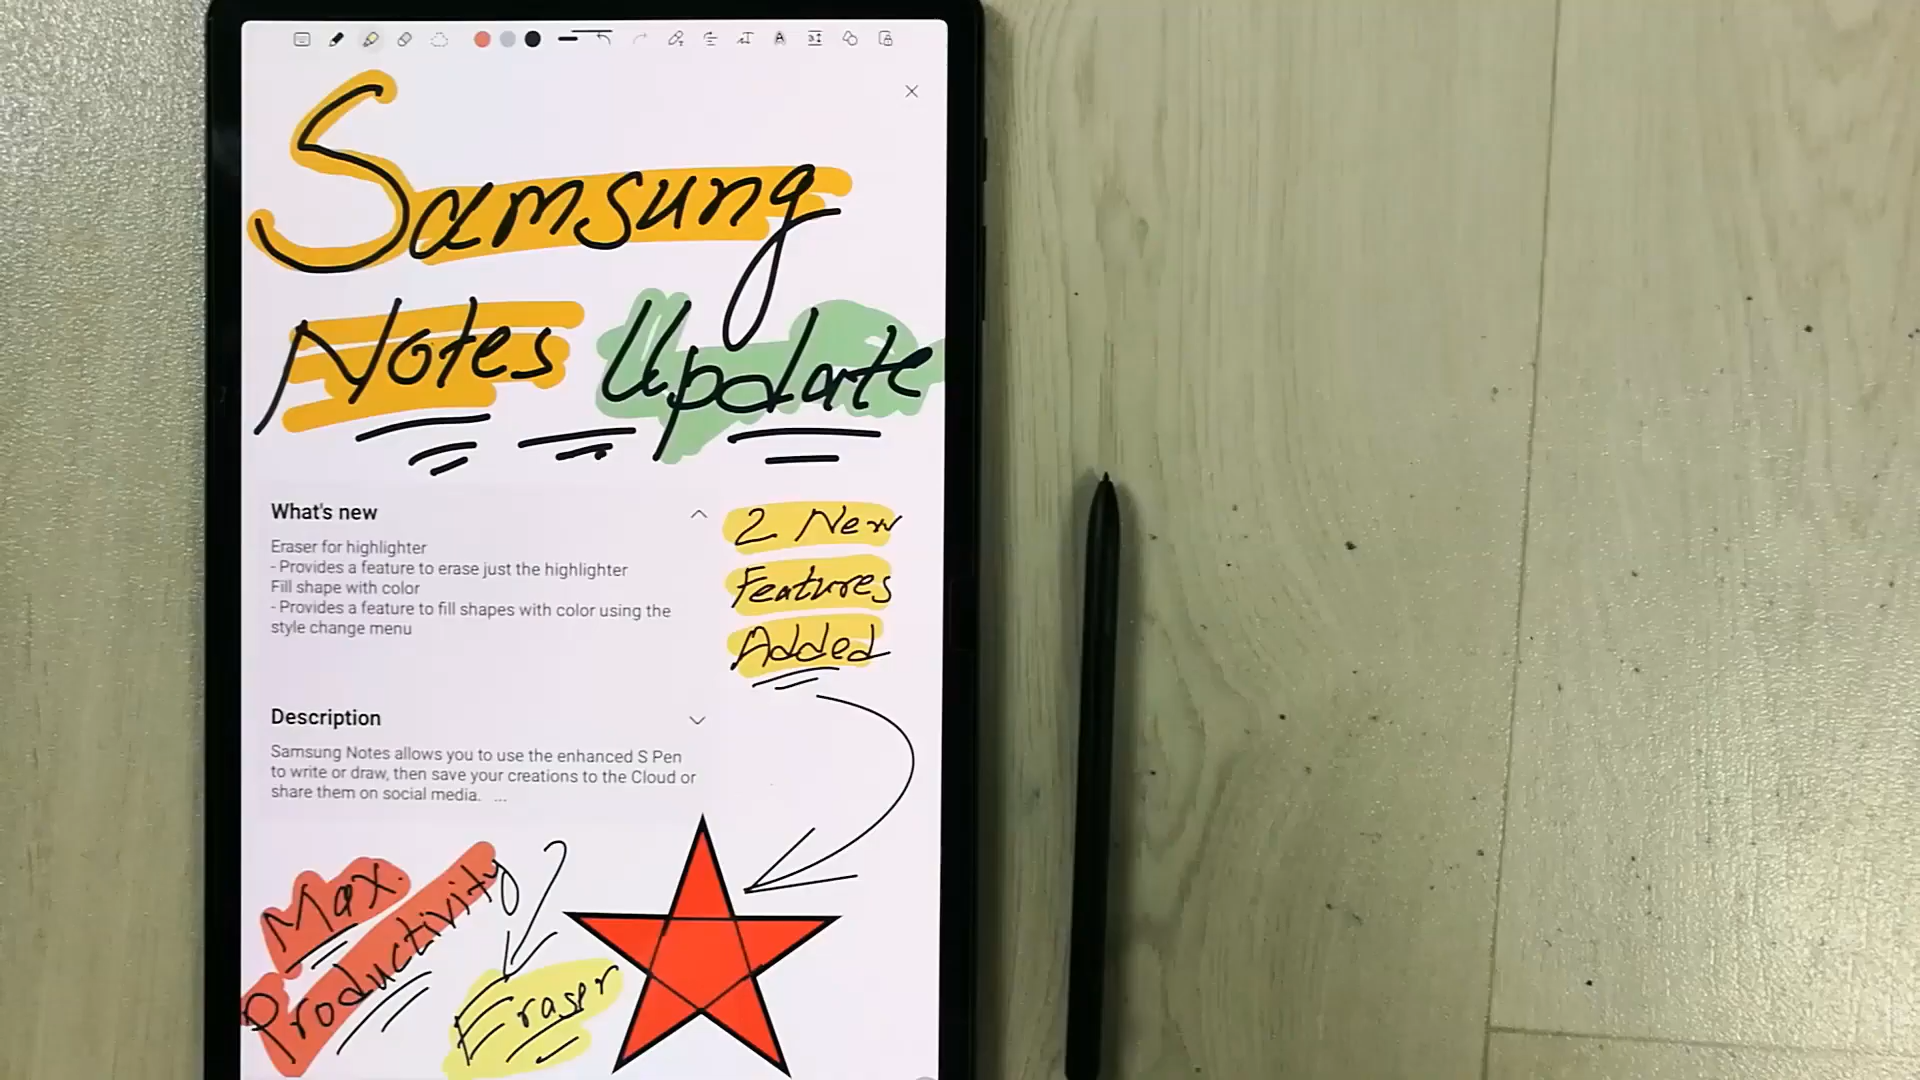 Samsung
Notes Update
What's new
Eraser for highlighter
- Provides a feature to erase just the highlighter
Fill shape with color
- Provides a feature to fill shapes with color using the
style change menu
2 New
Features
Added
Description
Samsung Notes allows you to use the enhanced S Pen
to write or draw, then save your creations to the Cloud or
share them on social media. ...
Max.
Productivity
Eraser